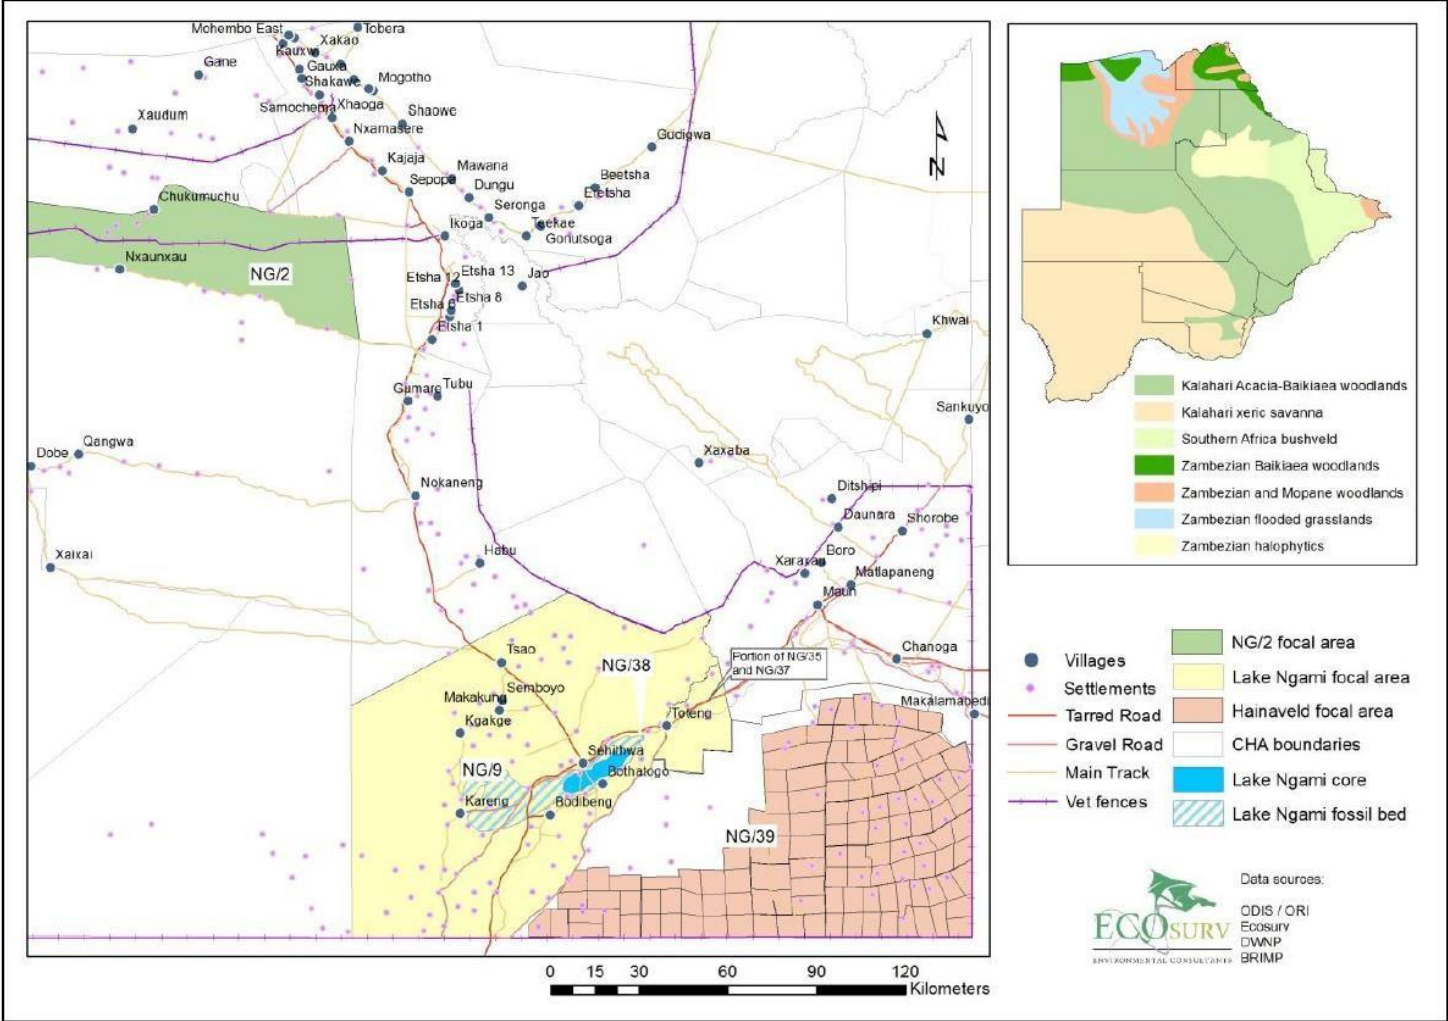 Mohembo East
Tobera
Xakao
Kauxwi
Gane
Gauxa
Shakawe
Mogotho
Samochema
Xhaoga
Shaowe
Xaudum
Nxamasere
Gudigwa
Kajaja
Mawana
Sepopa
Dungu
Beetsha
Eretsha
Chukumuchu
Seronga
Ikoga
Teekae
Gonutsoga
Nxaunxau
NG/2
Etsha 12
Etsha 13
Jao
Etsha 8
Etsha 6
Etsha 1
Khwai
Gumare
Tubu
Sankuyo
Qangwa
Dobe
Xaxaba
Nokaneng
Ditshipi
Daunara
Shorobe
Xaixai
Habu
Boro
Xaraxau
Matlapaneng
Maun
Tsao
NG/38
Portion of NG/35
and NG/37
Chanoga
Semboyo
Makakung
Kgakge
Toteng
Makalamabedi
Sehithwa
NG/9
Bothatogo
Kareng
Bodibeng
NG/39
N
0 15 30 60 90 120
Kilometers
Kalahari Acacia-Baikiaea woodlands
Kalahari xeric savanna
Southern Africa bushveld
Zambezian Baikiaea woodlands
Zambezian and Mopane woodlands
Zambezian flooded grasslands
Zambezian halophytics
Villages
Settlements
Tarred Road
Gravel Road
Main Track
Vet fences
NG/2 focal area
Lake Ngami focal area
Hainaveld focal area
CHA boundaries
Lake Ngami core
Lake Ngami fossil bed
ECOSURV
ENVIRONMENTAL CONSULTANTS
Data sources:
ODIS / ORI
Ecosurv
DWNP
BRIMP